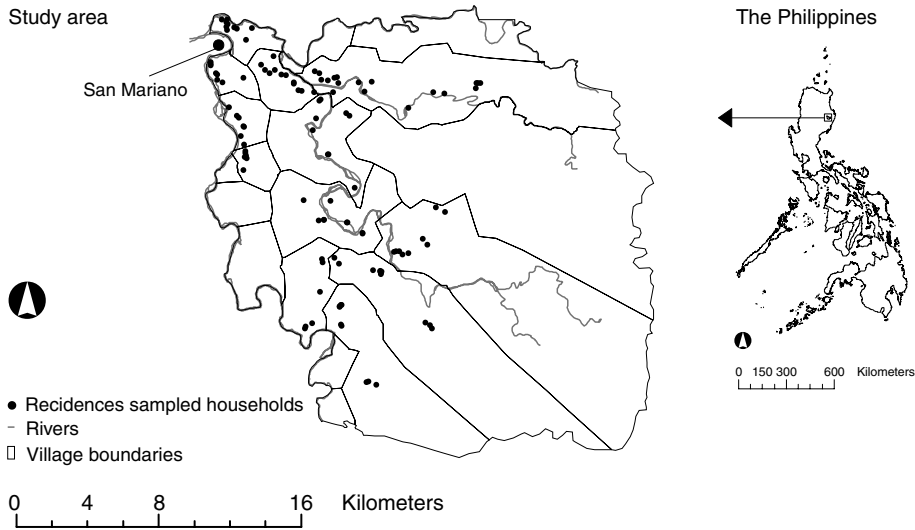 Study area
The Philippines
San Mariano
Recidences sampled households
Rivers
Village boundaries
0 4 8 16 Kilometers
0 150 300 600 Kilometers